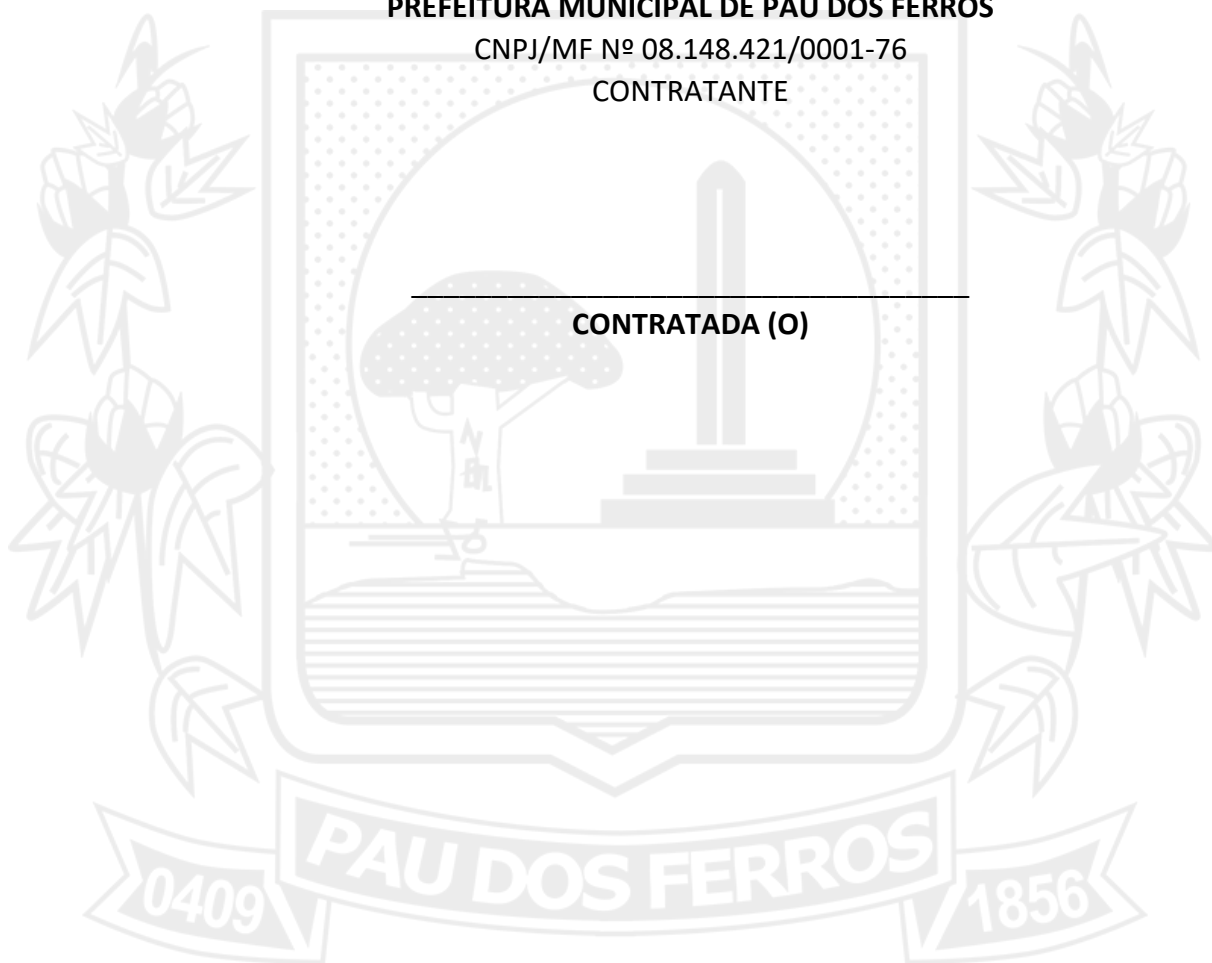 PREFEITURA MUNICIPAL DE PAU DOS FERROS
CNPJ/MF Nº 08.148.421/0001-76
CONTRATANTE
CONTRATADA (O)
PAU DOS FERROS
0409
1856